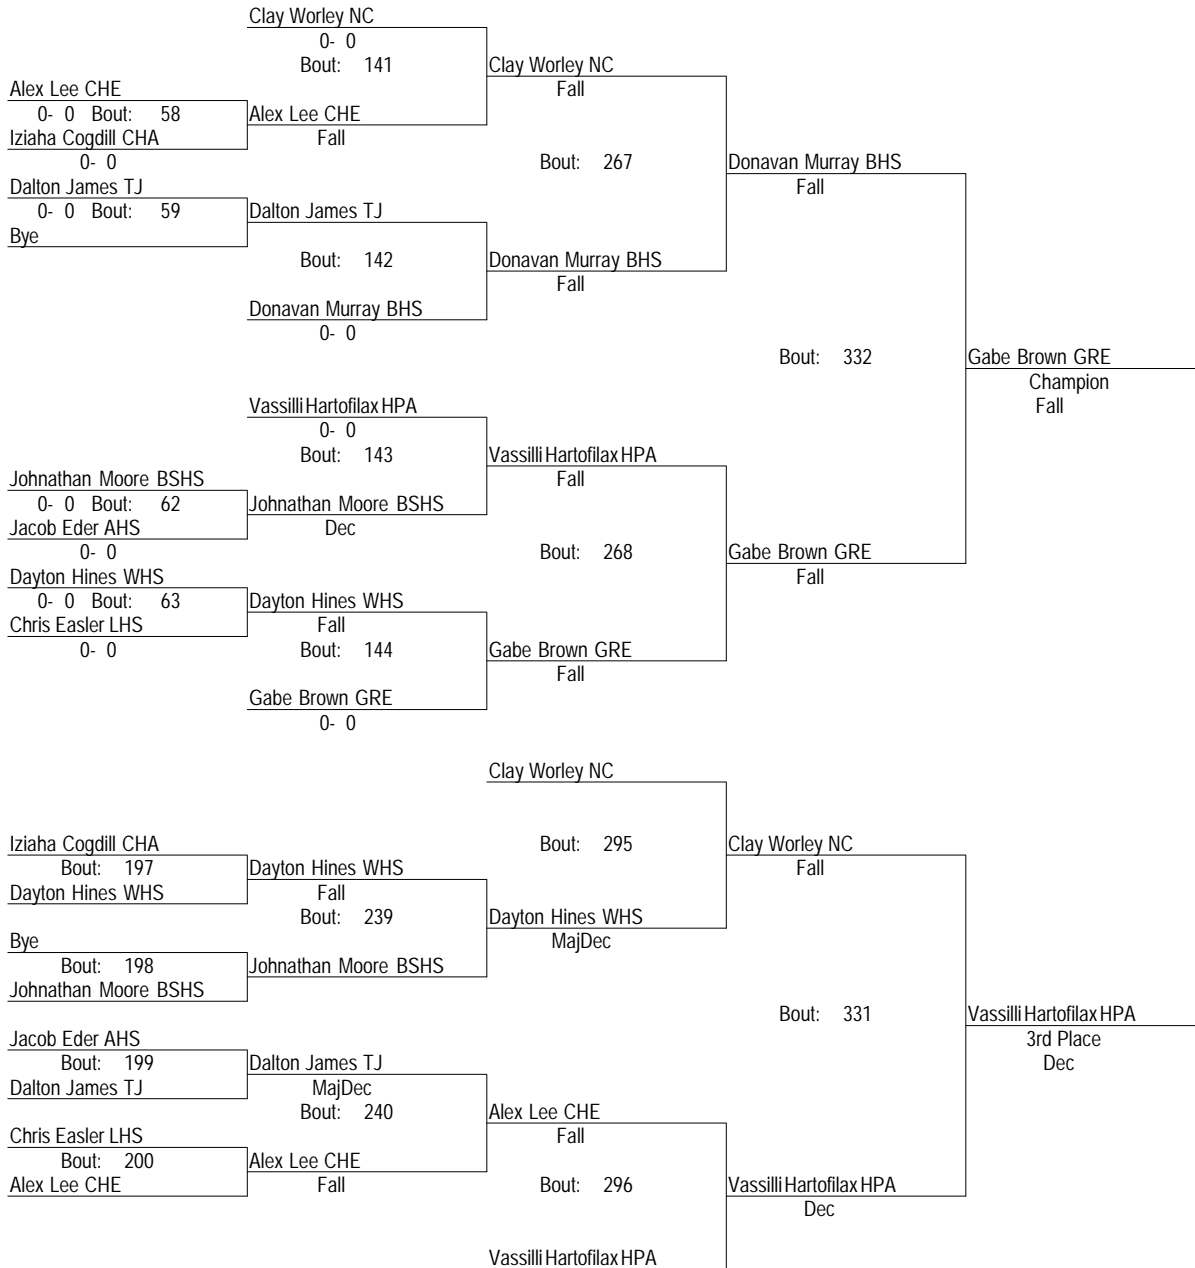 Clay Worley NC
0- 0
Bout: 141
Clay Worley NC
Fall
Alex Lee CHE
0- 0 Bout: 58
Alex Lee CHE
Fall
Iziaha Cogdill CHA
0- 0
Bout: 267
Donavan Murray BHS
Fall
Dalton James TJ
0- 0 Bout: 59
Dalton James TJ
Bye
Bout: 142
Donavan Murray BHS
Fall
Donavan Murray BHS
0- 0
Bout: 332
Gabe Brown GRE
Champion
Fall
Vassilli Hartofilax HPA
0- 0
Bout: 143
Vassilli Hartofilax HPA
Fall
Johnathan Moore BSHS
0- 0 Bout: 62
Johnathan Moore BSHS
Dec
Jacob Eder AHS
0- 0
Bout: 268
Gabe Brown GRE
Fall
Dayton Hines WHS
0- 0 Bout: 63
Dayton Hines WHS
Fall
Chris Easler LHS
0- 0
Bout: 144
Gabe Brown GRE
Fall
Gabe Brown GRE
0- 0
Clay Worley NC
Bout: 295
Clay Worley NC
Fall
Iziaha Cogdill CHA
Bout: 197
Dayton Hines WHS
Fall
Dayton Hines WHS
Bout: 239
Dayton Hines WHS
MajDec
Bye
Bout: 198
Johnathan Moore BSHS
Johnathan Moore BSHS
Bout: 331
Vassilli Hartofilax HPA
3rd Place
Dec
Jacob Eder AHS
Bout: 199
Dalton James TJ
MajDec
Dalton James TJ
Bout: 240
Alex Lee CHE
Fall
Chris Easler LHS
Bout: 200
Alex Lee CHE
Fall
Alex Lee CHE
Bout: 296
Vassilli Hartofilax HPA
Dec
Vassilli Hartofilax HPA